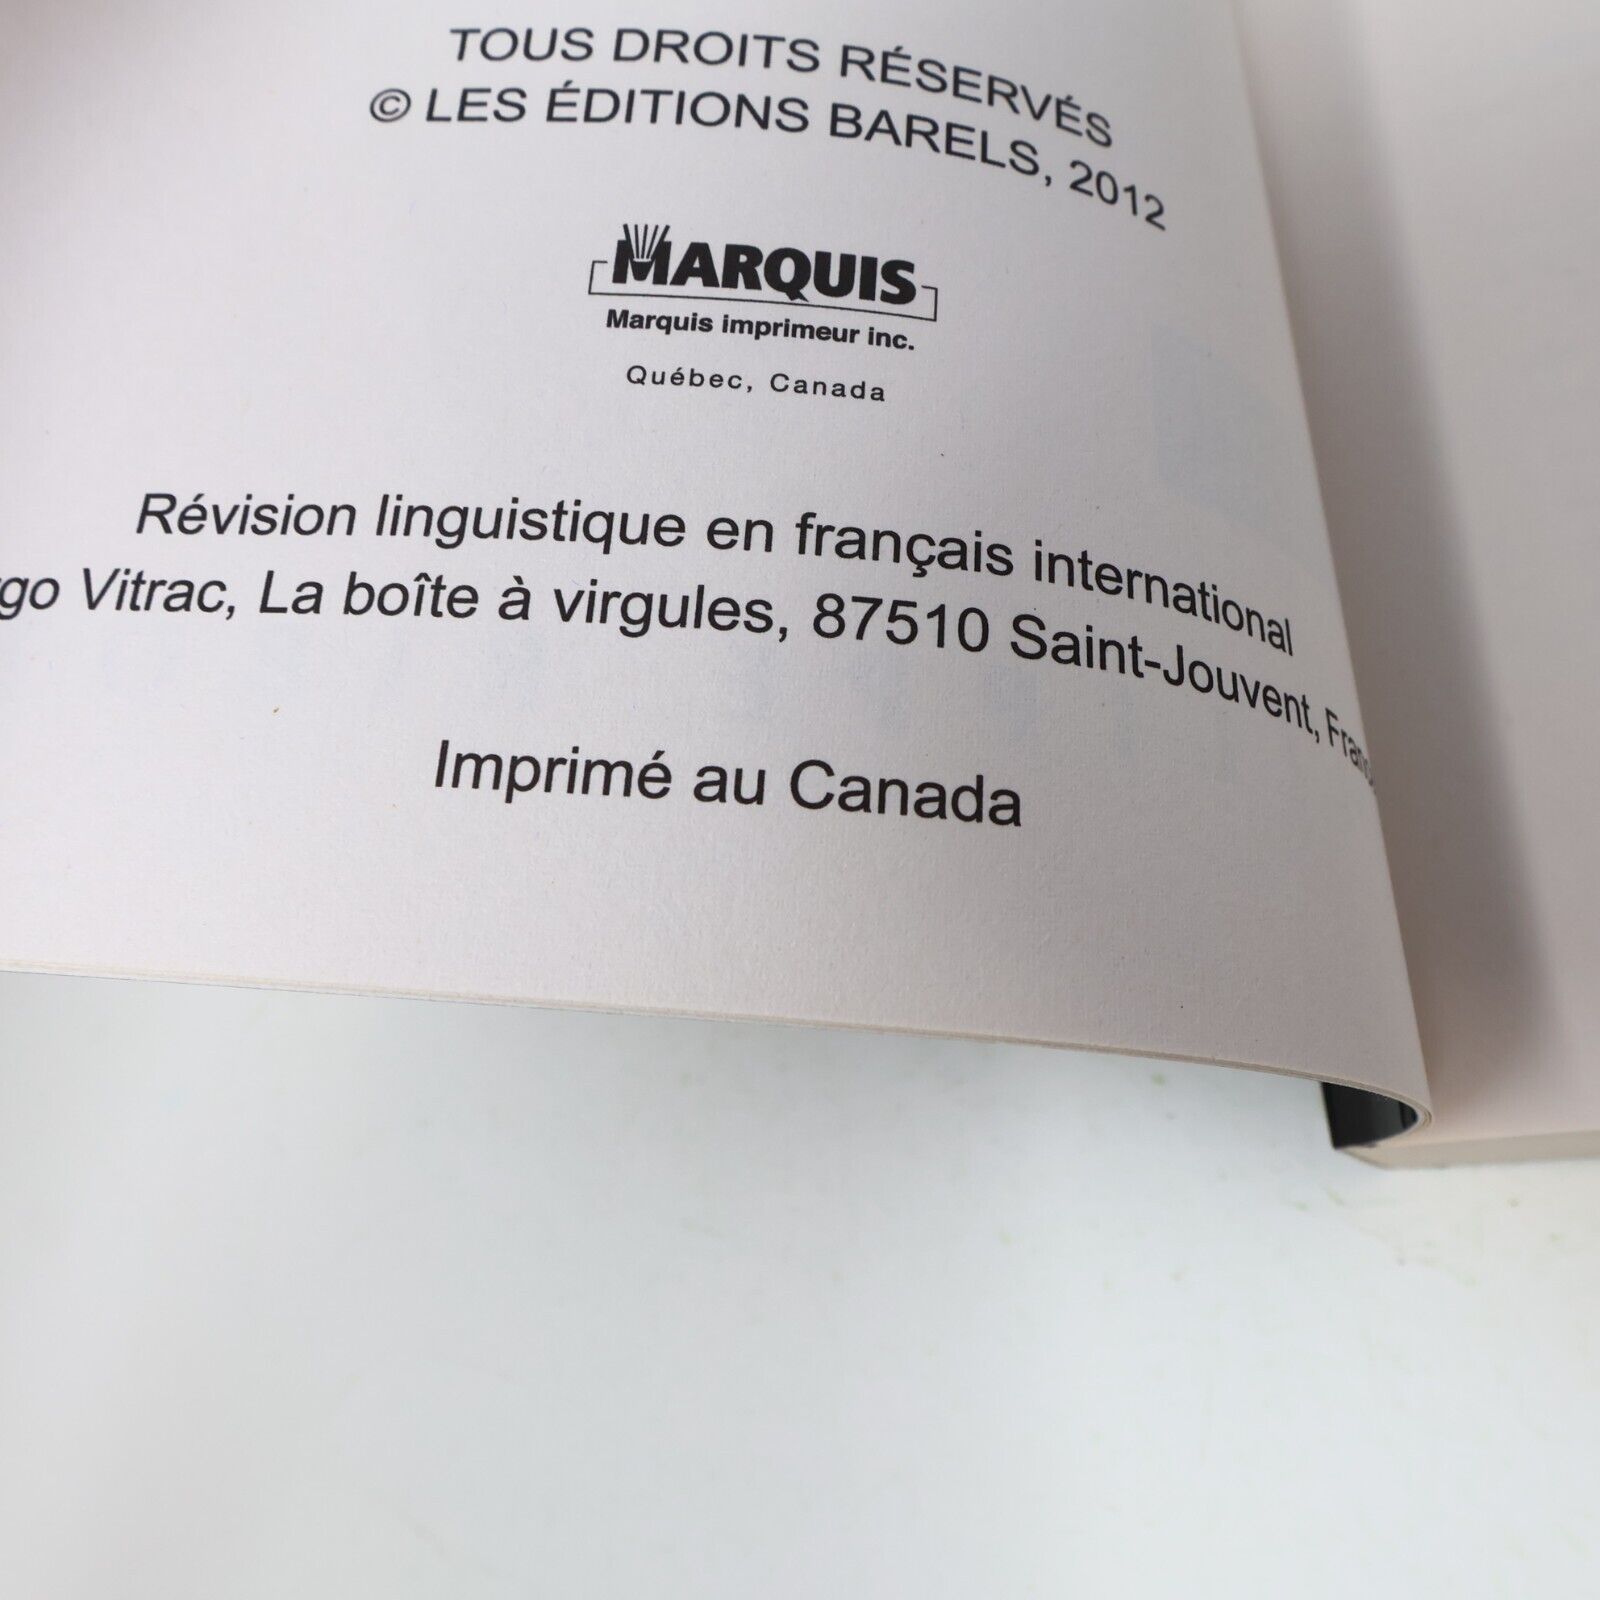 TOUS DROITS RÉSERVÉS
© LES ÉDITIONS BARELS, 2012
MARQUIS
Marquis imprimeur inc.
Québec, Canada
Révision linguistique en français international
Vitrac, La boîte à virgules, 87510 Saint-Jouvent,
Imprimé au Canada